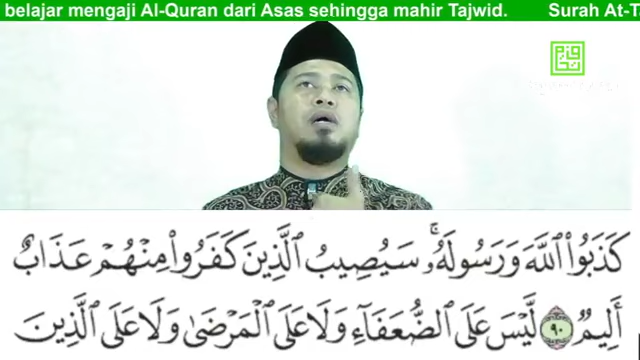 belajar mengaji Al-Quran dari Asas sehingga mahir Tajwid. Surah At-T
كَذَبُوا۟ ٱللَّهَ وَرَسُولَهُۥ ۚ سَيُصِيبُ ٱلَّذِينَ كَفَرُوا۟ مِنْهُمْ عَذَابٌ
أَلِيمٌ ٩٠ لَّيْسَ عَلَى ٱلضُّعَفَآءِ وَلَا عَلَى ٱلْمَرْضَىٰ وَلَا عَلَى ٱلَّذِينَ